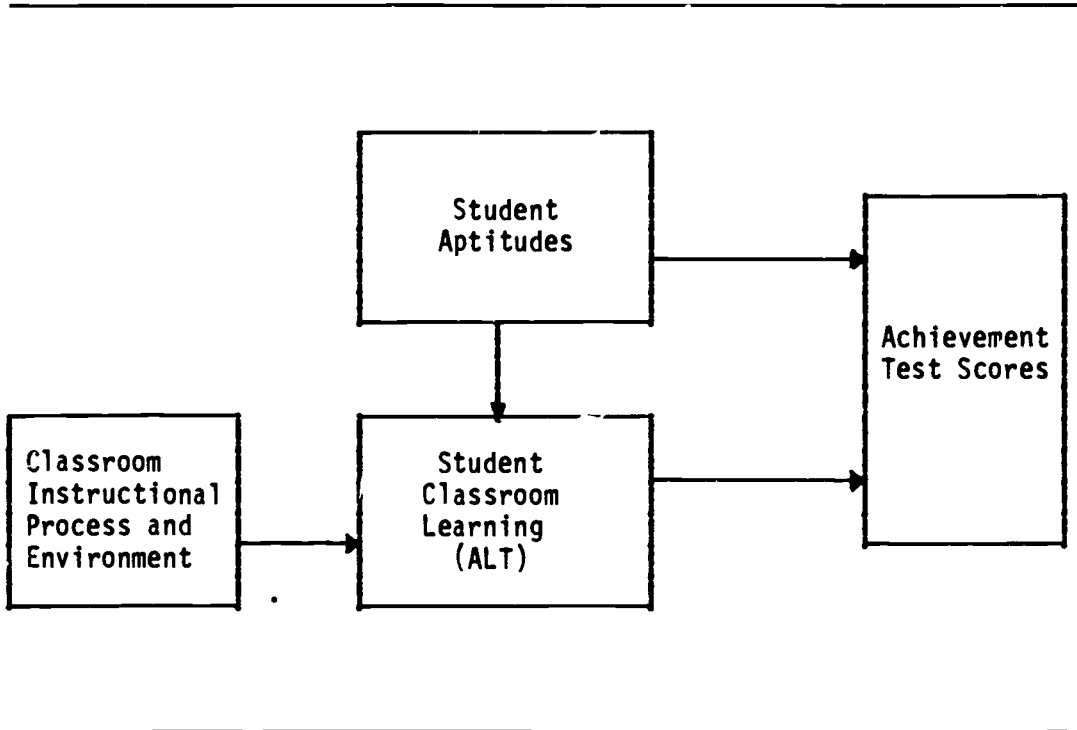 Student
Aptitudes
Achievement
Test Scores
Classroom
Instructional
Process and
Environment
Student
Classroom
Learning
(ALT)